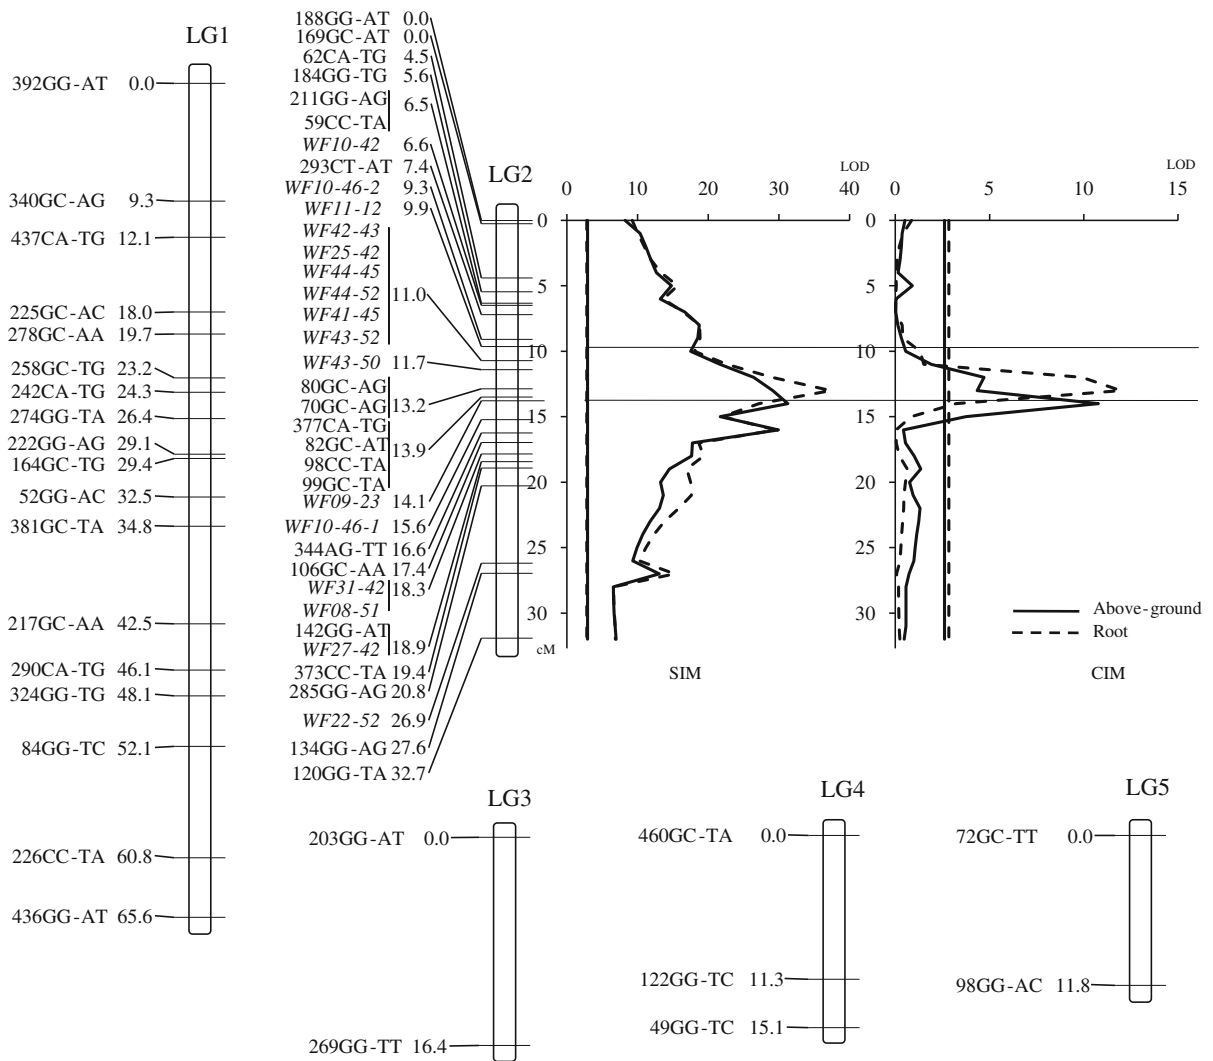 LG1
392GG-AT 0.0
340GC-AG 9.3
437CA-TG 12.1
225GC-AC 18.0
278GC-AA 19.7
258GC-TG 23.2
242CA-TG 24.3
274GG-TA 26.4
222GG-AG 29.1
164GC-TG 29.4
52GG-AC 32.5
381GC-TA 34.8
217GC-AA 42.5
290CA-TG 46.1
324GG-TG 48.1
84GG-TC 52.1
226CC-TA 60.8
436GG-AT 65.6
LG2
188GG-AT 0.0
169GC-AT 0.0
62CA-TG 4.5
184GG-TG 5.6
211GG-AG 6.5
59CC-TA
WF10-42 6.6
293CT-AT 7.4
WF10-46-2 9.3
WF11-12 9.9
WF42-43
WF25-42
WF44-45
WF44-52 11.0
WF41-45
WF43-52
WF43-50 11.7
80GC-AG
70GC-AG 13.2
377CA-TG
82GC-AT 13.9
98CC-TA
99GC-TA
WF09-23 14.1
WF10-46-1 15.6
344AG-TT 16.6
106GC-AA 17.4
WF31-42 18.3
WF08-51
142GG-AT
WF27-42 18.9
373CC-TA 19.4
285GG-AG 20.8
WF22-52 26.9
134GG-AG 27.6
120GG-TA 32.7
LOD
0 10 20 30 40
0
5
10
15
20
25
30
cM
SIM
LOD
0 5 10 15
0
5
10
15
20
25
30
Above-ground
Root
CIM
LG3
203GG-AT 0.0
269GG-TT 16.4
LG4
460GC-TA 0.0
122GG-TC 11.3
49GG-TC 15.1
LG5
72GC-TT 0.0
98GG-AC 11.8